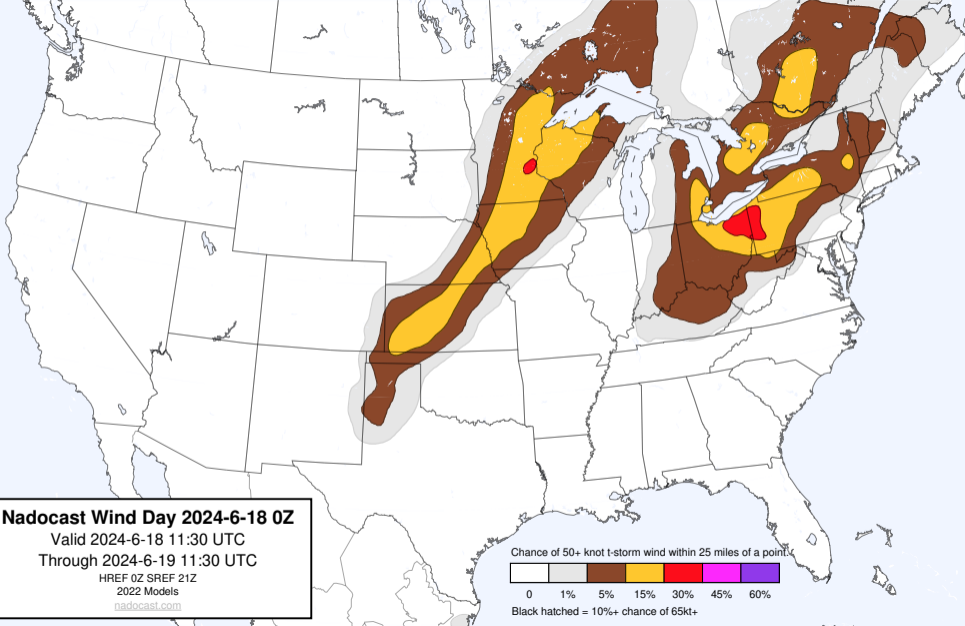 Nadocast Wind Day 2024-6-18 0Z
Valid 2024-6-18 11:30 UTC
Through 2024-6-19 11:30 UTC
HREF 0Z SREF 21Z
2022 Models
nadocast.com
Chance of 50+ knot t-storm wind within 25 miles of a point.
0 1% 5% 15% 30% 45% 60%
Black hatched = 10%+ chance of 65kt+